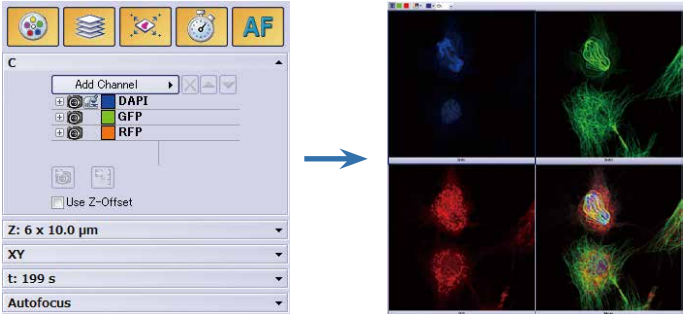 AF
C
Add Channel
DAPI
GFP
RFP
Use Z-Offset
Z: 6 x 10.0 µm
XY
t: 199 s
Autofocus